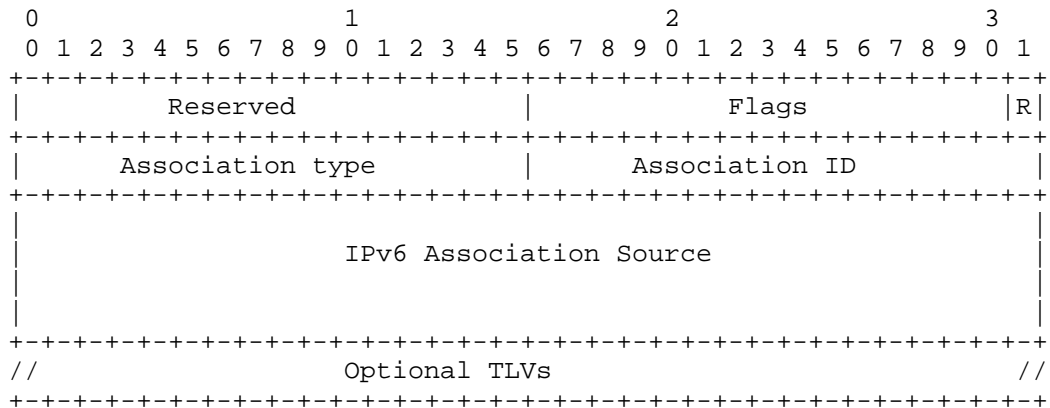 0                   1                   2                   3
 0 1 2 3 4 5 6 7 8 9 0 1 2 3 4 5 6 7 8 9 0 1 2 3 4 5 6 7 8 9 0 1
+-+-+-+-+-+-+-+-+-+-+-+-+-+-+-+-+-+-+-+-+-+-+-+-+-+-+-+-+-+-+-+-+
|         Reserved              |            Flags            |R|
+-+-+-+-+-+-+-+-+-+-+-+-+-+-+-+-+-+-+-+-+-+-+-+-+-+-+-+-+-+-+-+-+
|      Association type         |      Association ID           |
+-+-+-+-+-+-+-+-+-+-+-+-+-+-+-+-+-+-+-+-+-+-+-+-+-+-+-+-+-+-+-+-+
|                                                               |
|                    IPv6 Association Source                    |
|                                                               |
|                                                               |
+-+-+-+-+-+-+-+-+-+-+-+-+-+-+-+-+-+-+-+-+-+-+-+-+-+-+-+-+-+-+-+-+
//                   Optional TLVs                             //
+-+-+-+-+-+-+-+-+-+-+-+-+-+-+-+-+-+-+-+-+-+-+-+-+-+-+-+-+-+-+-+-+